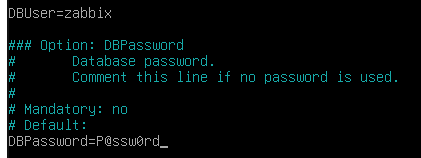 DBUser=zabbix
### Option: DBPassword
#       Database password.
#       Comment this line if no password is used.
#
# Mandatory: no
# Default:
DBPassword=P@ssw0rd_